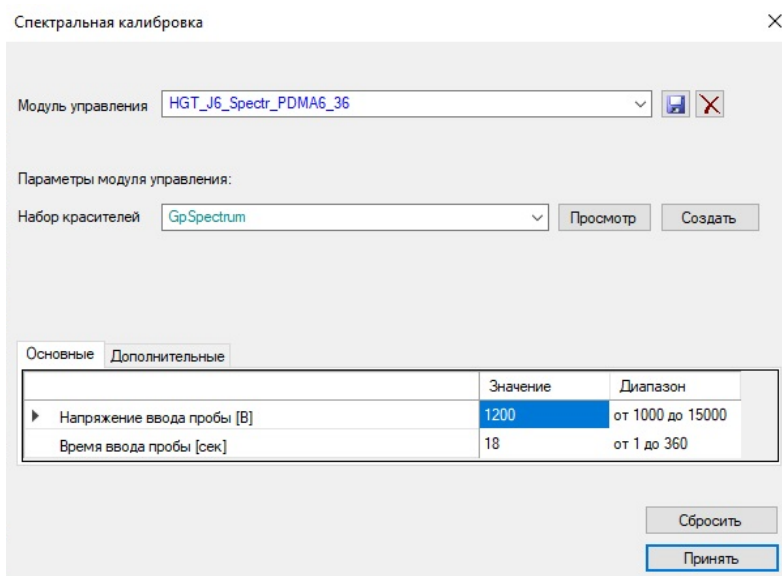 Спектральная калибровка
Модуль управления HGT_J6_Spectr_PDMA6_36
Параметры модуля управления:
Набор красителей GpSpectrum Просмотр Создать
Основные Дополнительные
Значение Диапазон
Напряжение ввода пробы [В] 1200 от 1000 до 15000
Время ввода пробы [сек] 18 от 1 до 360
Сбросить
Принять